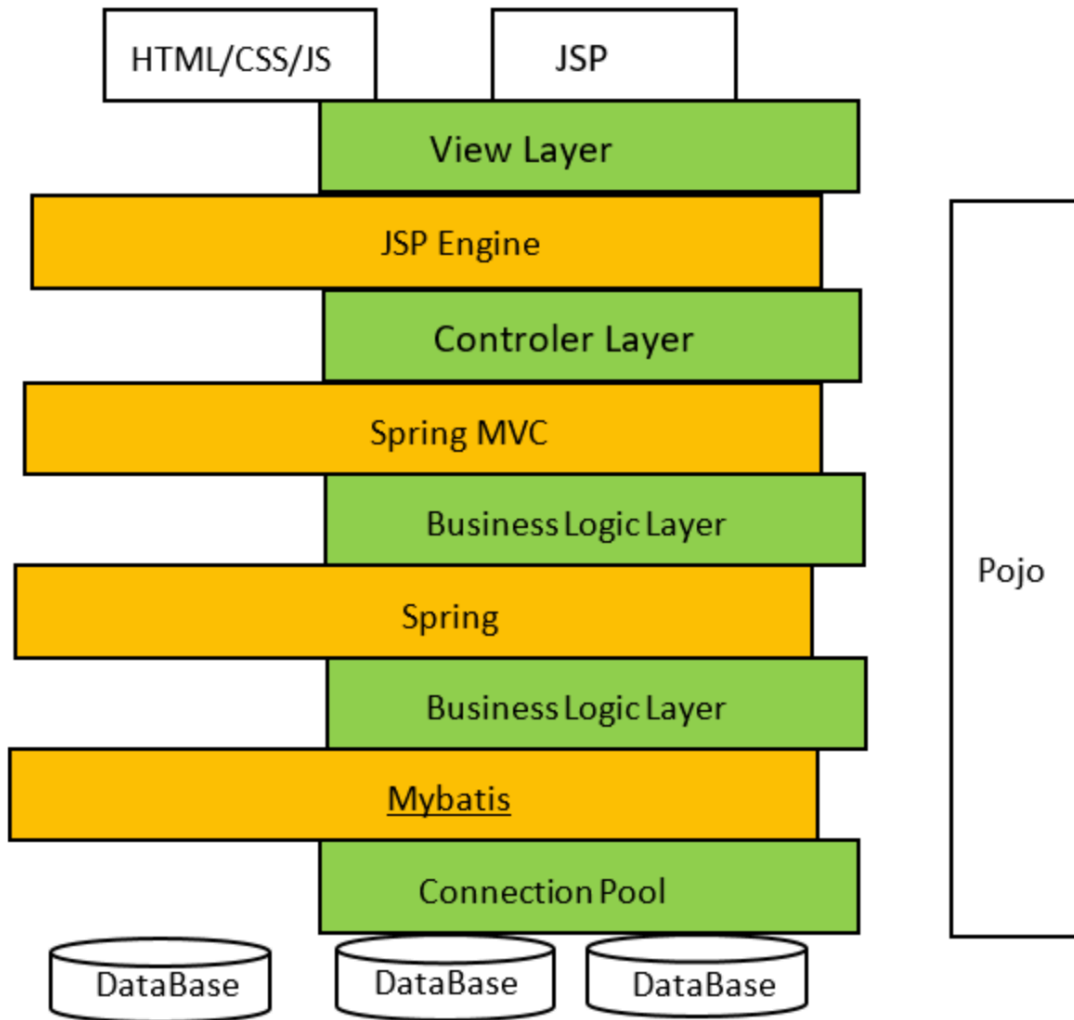 HTML/CSS/JS
JSP
View Layer
JSP Engine
Controler Layer
Spring MVC
Business Logic Layer
Pojo
Spring
Business Logic Layer
Mybatis
Connection Pool
DataBase
DataBase
DataBase